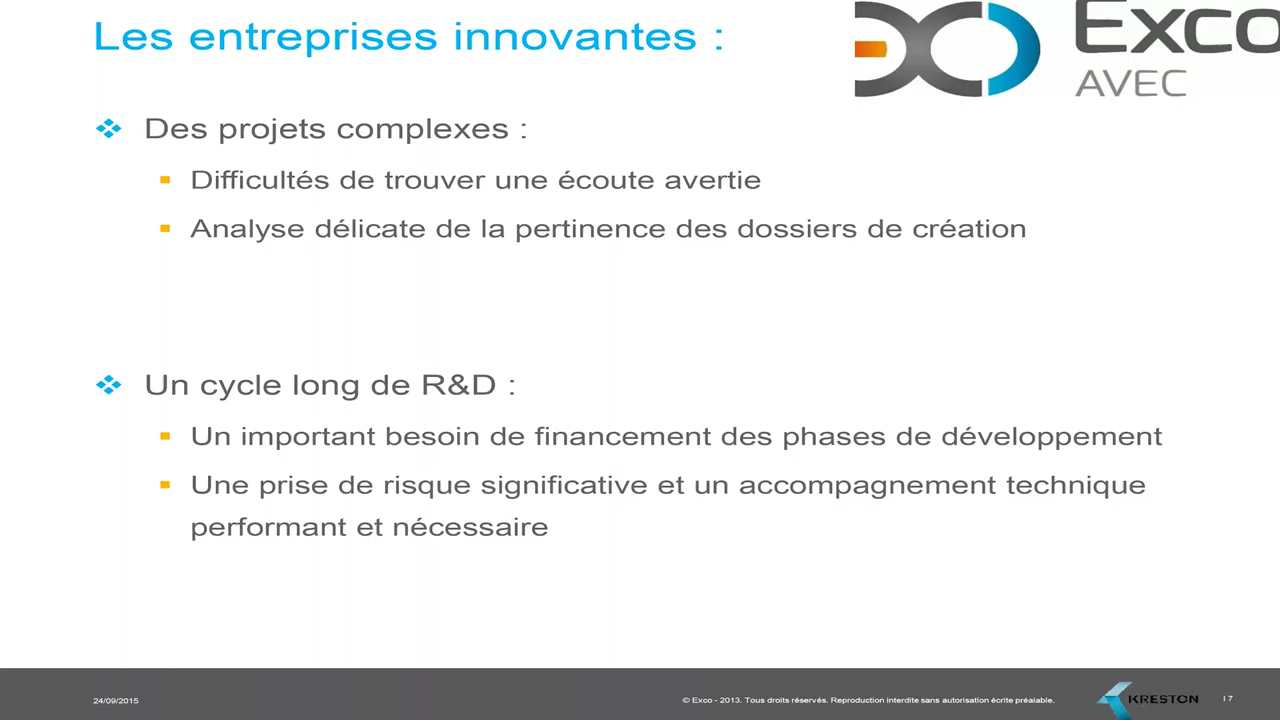 Les entreprises innovantes :
Exco
AVEC
Des projets complexes :
Difficultés de trouver une écoute avertie
Analyse délicate de la pertinence des dossiers de création
Un cycle long de R&D :
Un important besoin de financement des phases de développement
Une prise de risque significative et un accompagnement technique
performant et nécessaire
24/09/2015
© Exco - 2013. Tous droits réservés. Reproduction interdite sans autorisation écrite préalable.
KRESTON
I 7